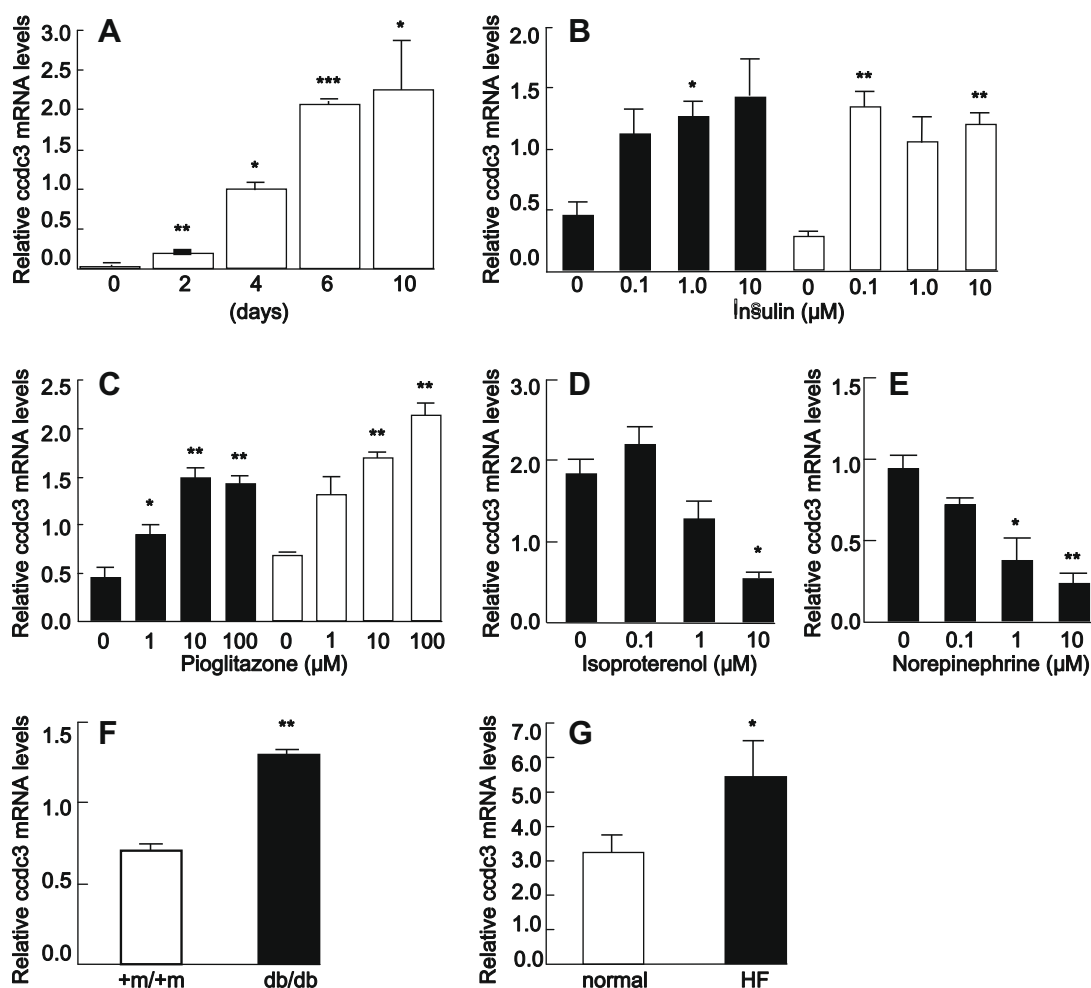 A
Relative ccdc3 mRNA levels
3.0
2.5
2.0
1.0
0.5
0.0
** * *** *
0 2 4 6 10
(days)
B
Relative ccdc3 mRNA levels
2.0
1.5
1.0
0.5
0.0
* ** **
0 0.1 1.0 10 0 0.1 1.0 10
Insulin (µM)
C
Relative ccdc3 mRNA levels
2.5
2.0
1.5
1.0
0.5
0.0
* ** ** ** **
0 1 10 100 0 1 10 100
Pioglitazone (µM)
D
Relative ccdc3 mRNA levels
3.0
2.0
1.0
0.0
*
0 0.1 1 10
Isoproterenol (µM)
E
Relative ccdc3 mRNA levels
1.5
1.0
0.5
0.0
* **
0 0.1 1 10
Norepinephrine (µM)
F
Relative ccdc3 mRNA levels
1.5
1.0
0.5
0.0
**
+m/+m db/db
G
Relative ccdc3 mRNA levels
7.0
6.0
5.0
4.0
3.0
2.0
1.0
0.0
*
normal HF